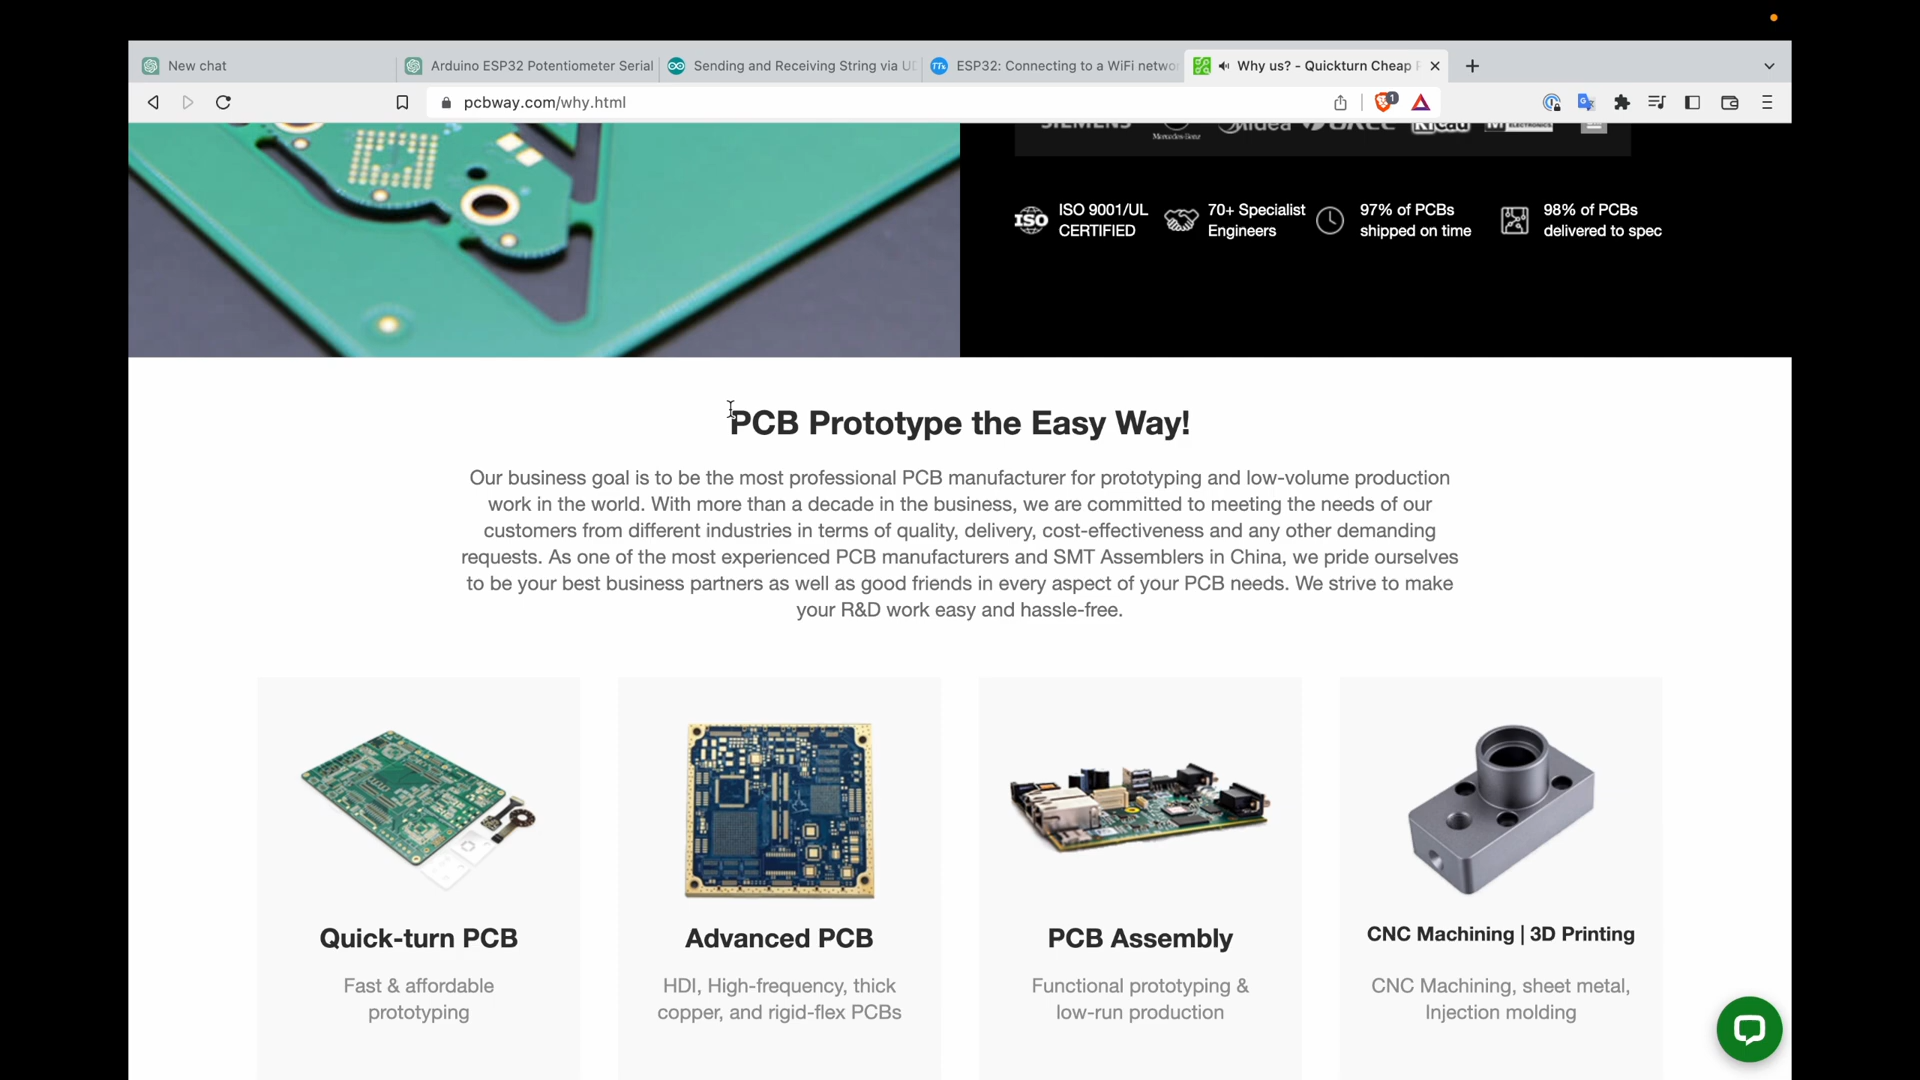 New chat
Arduino ESP32 Potentiometer Serial
Sending and Receiving String via U
ESP32: Connecting to a WiFi netwo
Why us? - Quickturn Cheap
pcbway.com/why.html
1
SIEMENS Mercedes-Benz Midea KiCad
ISO
ISO 9001/UL
CERTIFIED
70+ Specialist
Engineers
97% of PCBs
shipped on time
98% of PCBs
delivered to spec
PCB Prototype the Easy Way!
Our business goal is to be the most professional PCB manufacturer for prototyping and low-volume production
work in the world. With more than a decade in the business, we are committed to meeting the needs of our
customers from different industries in terms of quality, delivery, cost-effectiveness and any other demanding
requests. As one of the most experienced PCB manufacturers and SMT Assemblers in China, we pride ourselves
to be your best business partners as well as good friends in every aspect of your PCB needs. We strive to make
your R&D work easy and hassle-free.
Quick-turn PCB
Fast & affordable
prototyping
Advanced PCB
HDI, High-frequency, thick
copper, and rigid-flex PCBs
PCB Assembly
Functional prototyping &
low-run production
CNC Machining | 3D Printing
CNC Machining, sheet metal,
Injection molding